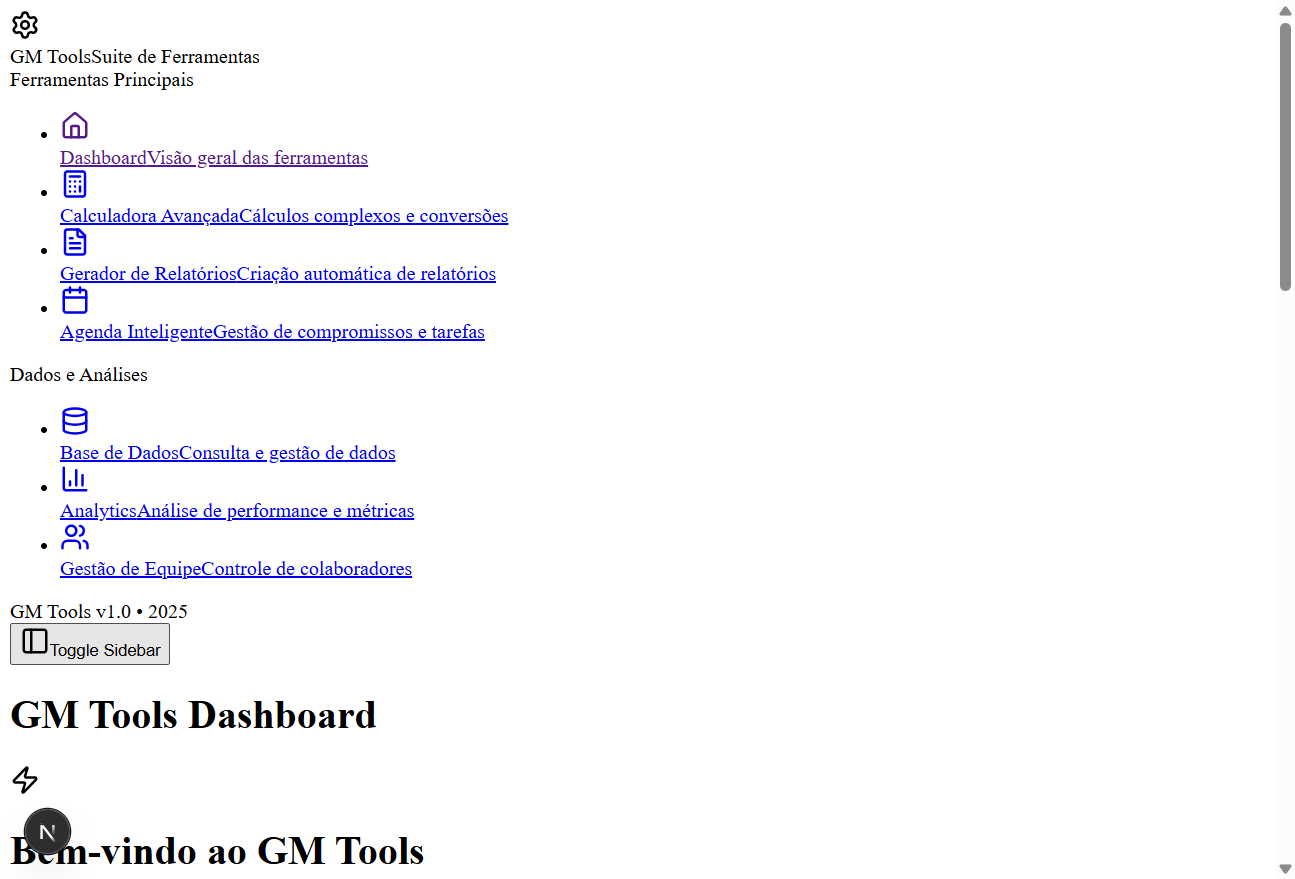 GM ToolsSuite de Ferramentas
Ferramentas Principais
DashboardVisão geral das ferramentas
Calculadora AvançadaCálculos complexos e conversões
Gerador de RelatóriosCriação automática de relatórios
Agenda InteligenteGestão de compromissos e tarefas
Dados e Análises
Base de DadosConsulta e gestão de dados
AnalyticsAnálise de performance e métricas
Gestão de EquipeControle de colaboradores
GM Tools v1.0 • 2025
Toggle Sidebar
GM Tools Dashboard
N
Bem-vindo ao GM Tools